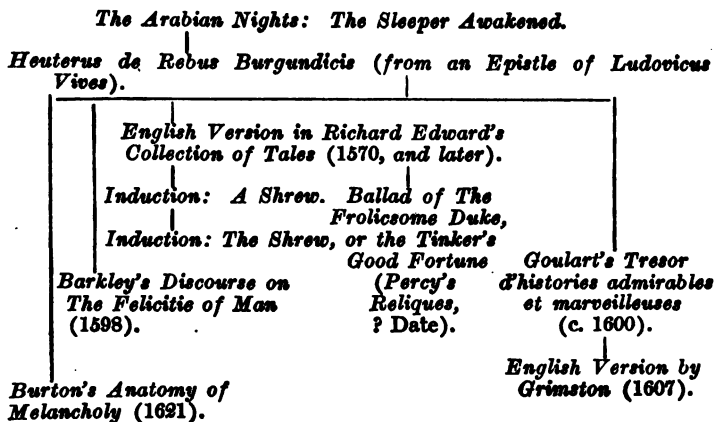 The Arabian Nights: The Sleeper Awakened.
Heuterus de Rebus Burgundicis (from an Epistle of Ludovicus
Vives).
English Version in Richard Edward's
Collection of Tales (1570, and later).
Induction: A Shrew. Ballad of The
Frolicsome Duke,
Induction: The Shrew, or the Tinker's
Good Fortune
(Percy's
Reliques,
? Date).
Barkley's Discourse on
The Felicitie of Man
(1598).
Goulart's Tresor
d'histories admirables
et marveilleuses
(c. 1600).
English Version by
Grimston (1607).
Burton's Anatomy of
Melancholy (1621).